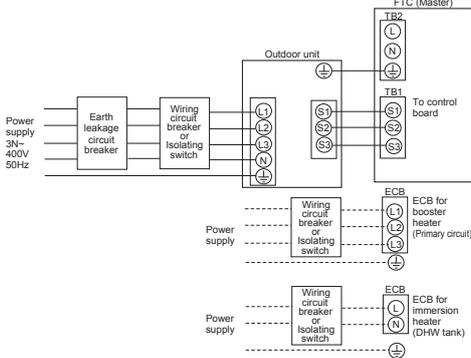 FTC (Master)
TB2
L
N
Outdoor unit
TB1
S1
S2
S3
To control
board
L1
L2
L3
N
S1
S2
S3
Power
supply
3N~
400V
50Hz
Earth
leakage
circuit
breaker
Wiring
circuit
breaker
or
Isolating
switch
Power
supply
Wiring
circuit
breaker
or
Isolating
switch
ECB
L1
L2
L3
ECB for
booster
heater
(Primary circuit)
Power
supply
Wiring
circuit
breaker
or
Isolating
switch
ECB
L
N
ECB for
immersion
heater
(DHW tank)